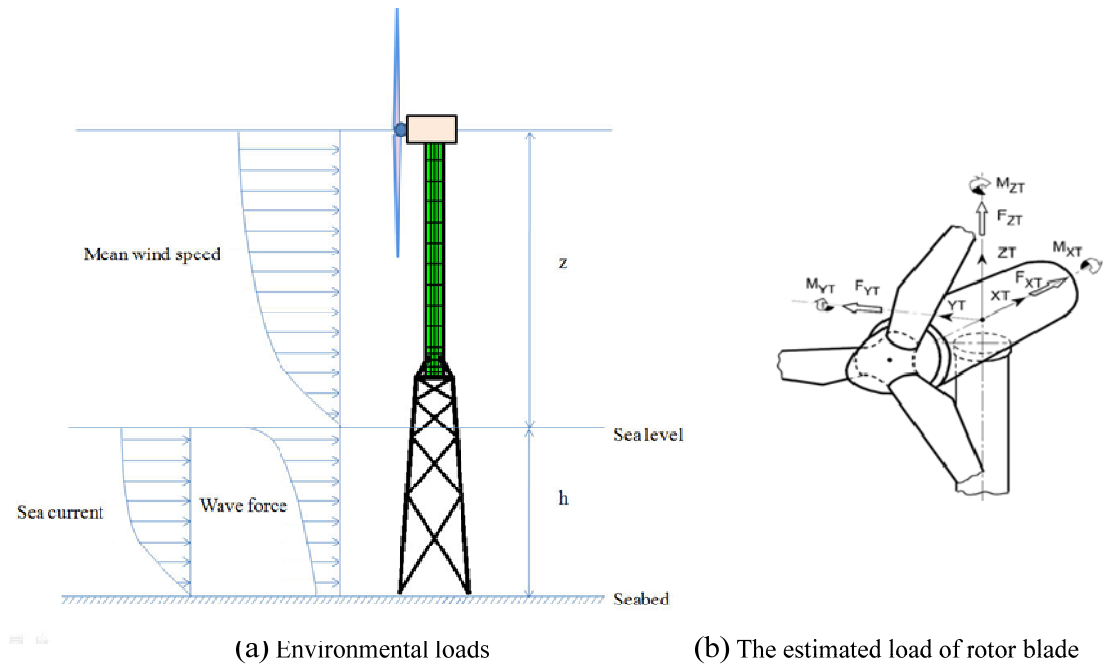 Mean wind speed
z
Sea level
Sea current
Wave force
h
Seabed
(a) Environmental loads
M_ZT
F_ZT
ZT
M_XT
F_XT
XT
M_YT
F_YT
YT
(b) The estimated load of rotor blade